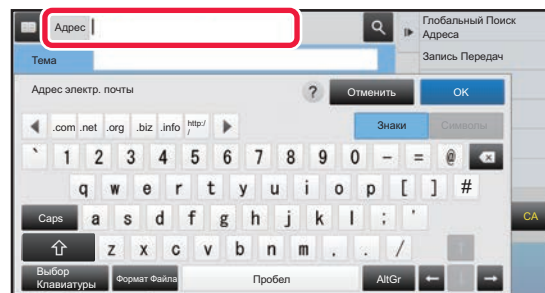 Адрес
Глобальный Поиск
Адреса
Тема
Запись Передач
Адрес электр. почты
? Отменить OK
.com .net .org .biz .info http:/
/
Знаки Символы
` 1 2 3 4 5 6 7 8 9 0 - = @
q w e r t y u i o p [ ] #
Caps a s d f g h j k l ; '
CA
z x c v b n m , . /
Выбор
Клавиатуры
Формат Файла Пробел AltGr